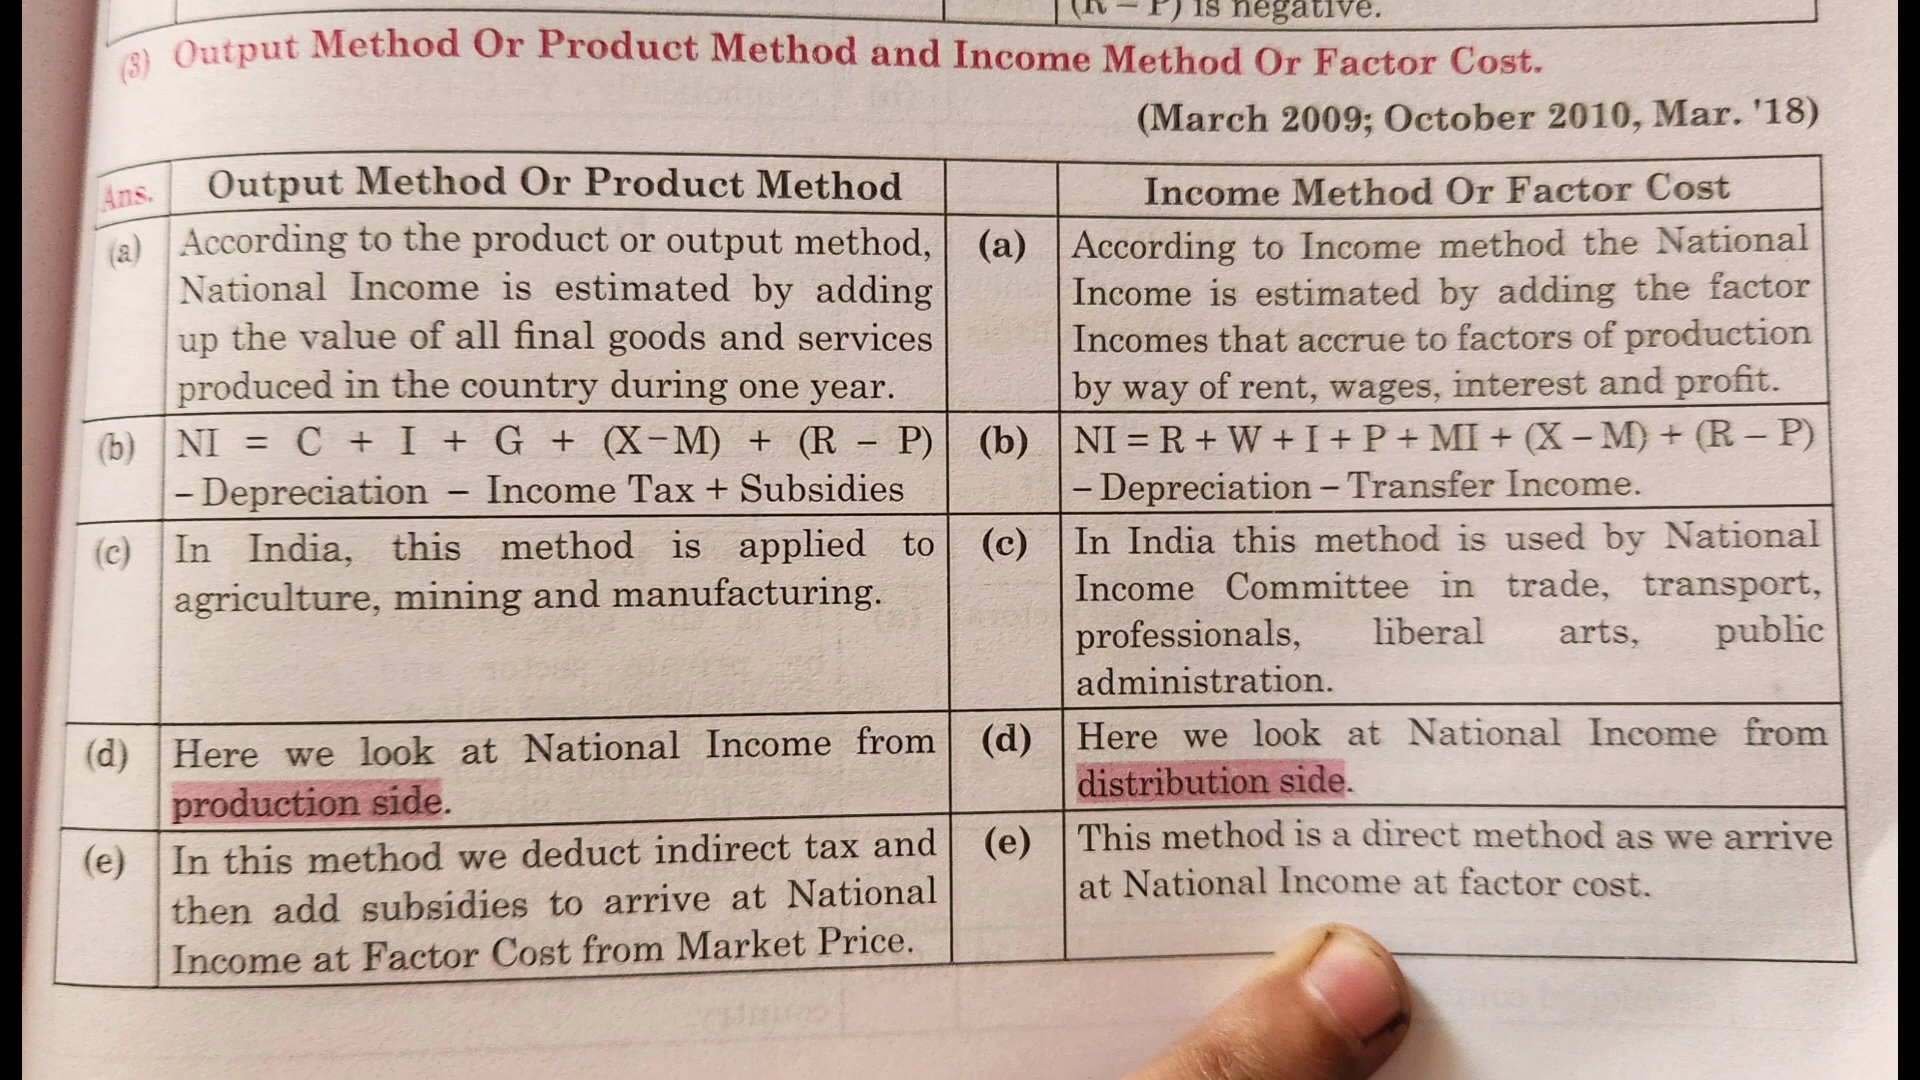 (R – P) is negative.
(3) Output Method Or Product Method and Income Method Or Factor Cost.
(March 2009; October 2010, Mar. '18)
Ans. Output Method Or Product Method
Income Method Or Factor Cost
(a) According to the product or output method,
National Income is estimated by adding
up the value of all final goods and services
produced in the country during one year.
(a) According to Income method the National
Income is estimated by adding the factor
Incomes that accrue to factors of production
by way of rent, wages, interest and profit.
(b) NI = C + I + G + (X–M) + (R – P)
– Depreciation – Income Tax + Subsidies
(b) NI = R + W + I + P + MI + (X – M) + (R – P)
– Depreciation – Transfer Income.
(c) In India, this method is applied to
agriculture, mining and manufacturing.
(c) In India this method is used by National
Income Committee in trade, transport,
professionals, liberal arts, public
administration.
(d) Here we look at National Income from
production side.
(d) Here we look at National Income from
distribution side.
(e) In this method we deduct indirect tax and
then add subsidies to arrive at National
Income at Factor Cost from Market Price.
(e) This method is a direct method as we arrive
at National Income at factor cost.